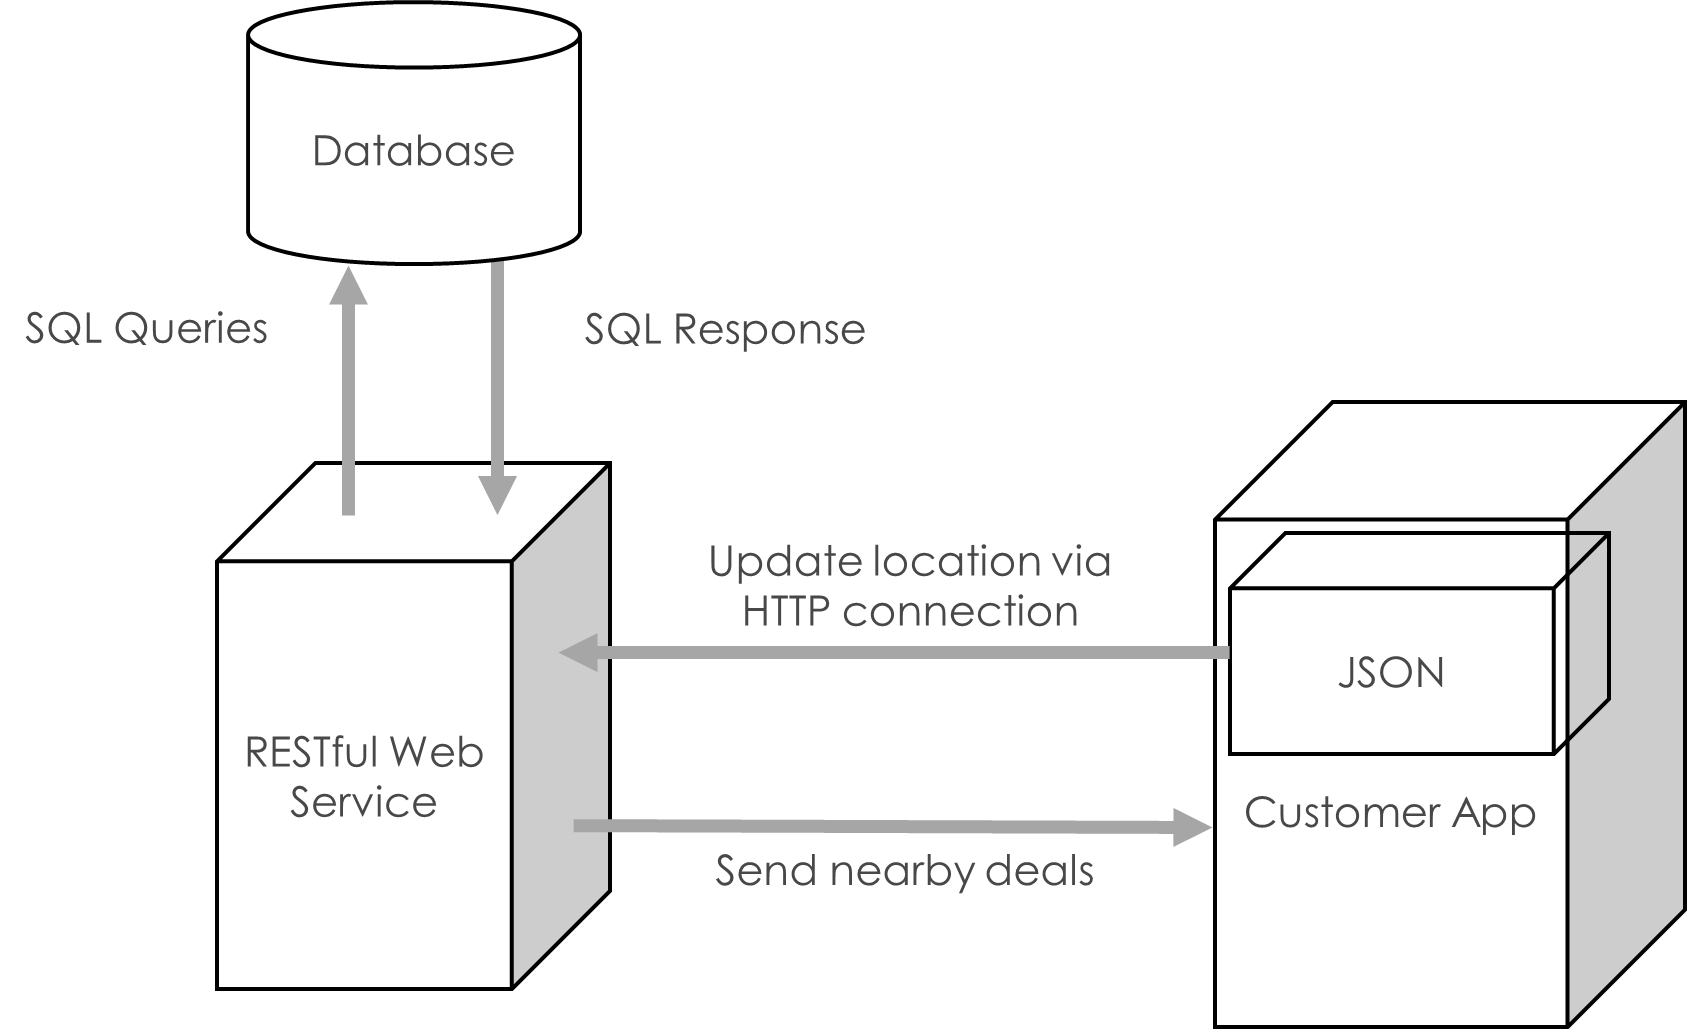 Database
SQL Queries
SQL Response
Update location via
HTTP connection
JSON
RESTful Web
Service
Customer App
Send nearby deals